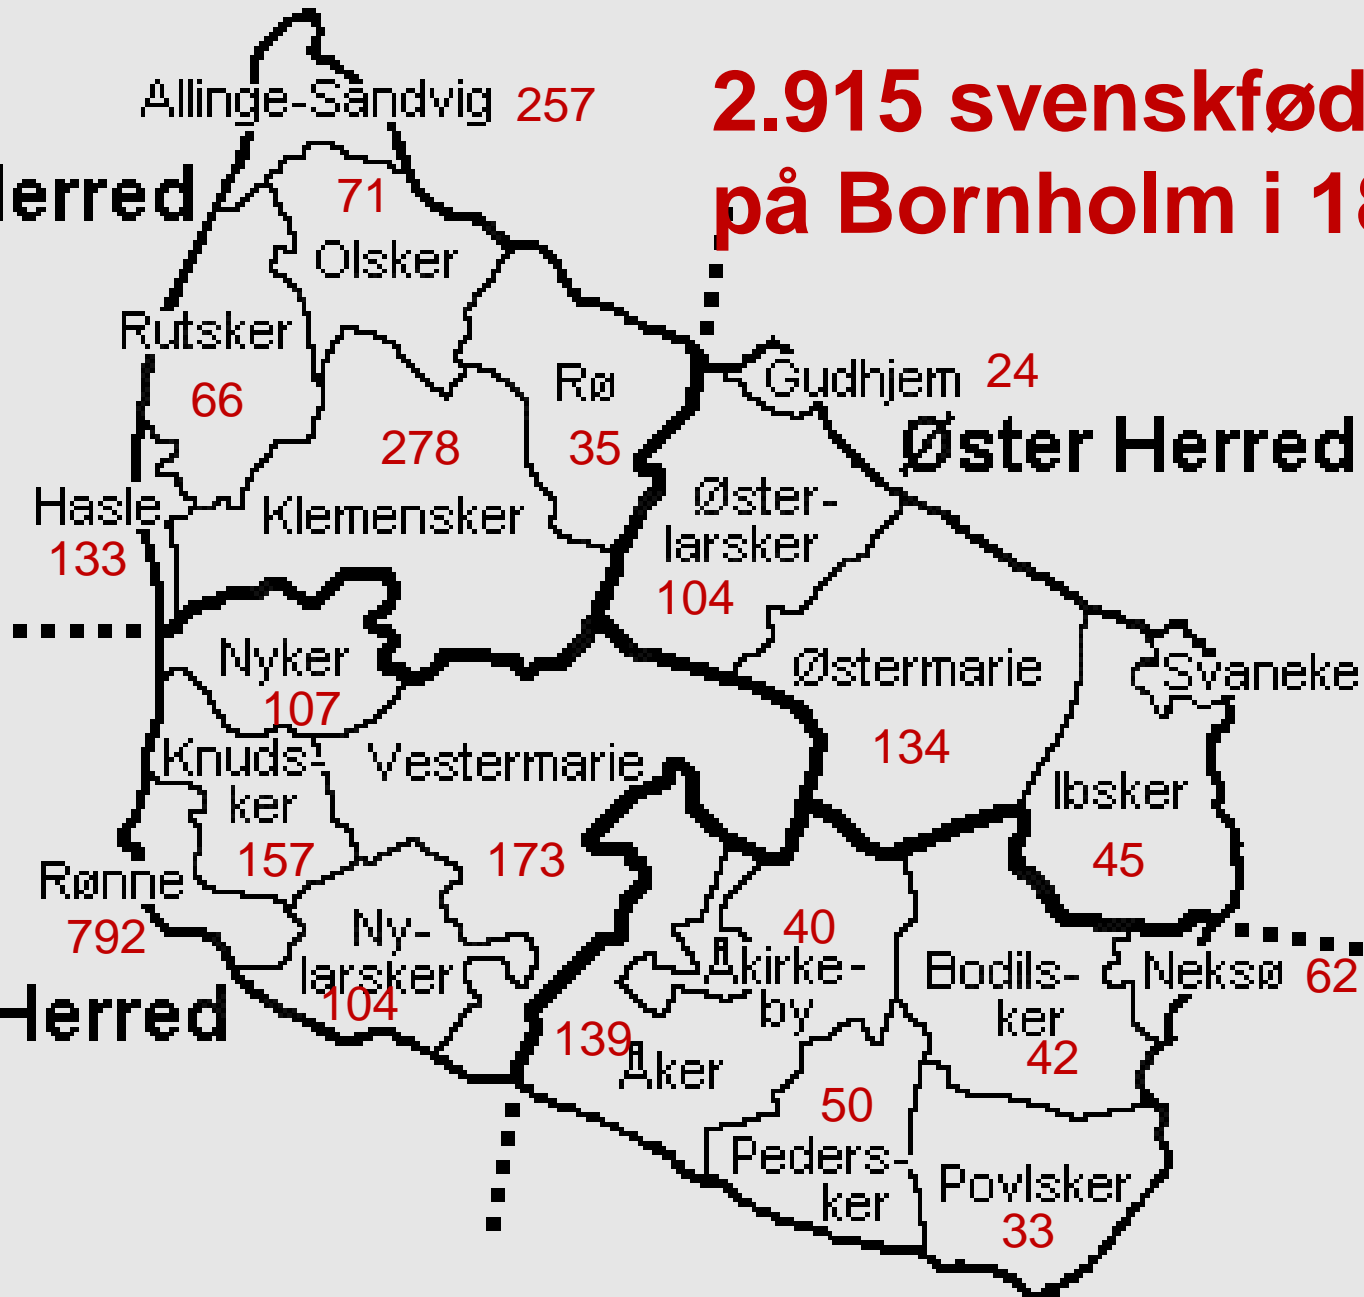 2.915 svenskfød
på Bornholm i 18
Allinge-Sandvig 257
Herred
71
Olsker
Rutsker
66
Rø
35
278
Klemensker
Gudhjem 24
Øster Herred
Hasle
133
Øster-
larsker
104
Nyker
107
Østermarie
134
Svaneke
Knuds-
ker
157
Vestermarie
173
Ibsker
45
Rønne
792
Ny-
larsker
104
Herred
40
Åkirke-
by
139
Åker
Bodils-
ker
42
Neksø 62
50
Peders-
ker
Povlsker
33